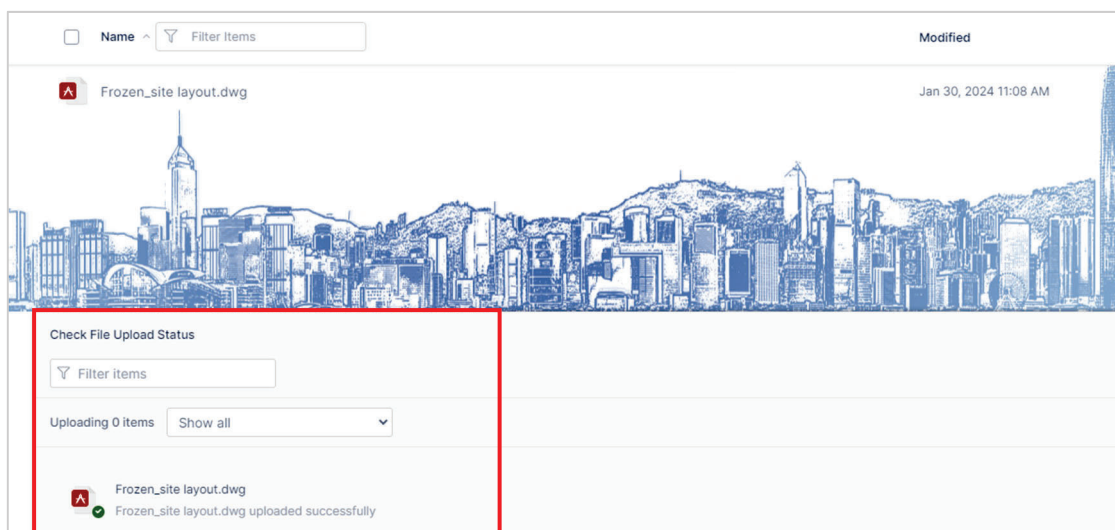 Name Filter Items Modified
Frozen_site layout.dwg Jan 30, 2024 11:08 AM
Check File Upload Status
Filter items
Uploading 0 items Show all
Frozen_site layout.dwg
Frozen_site layout.dwg uploaded successfully